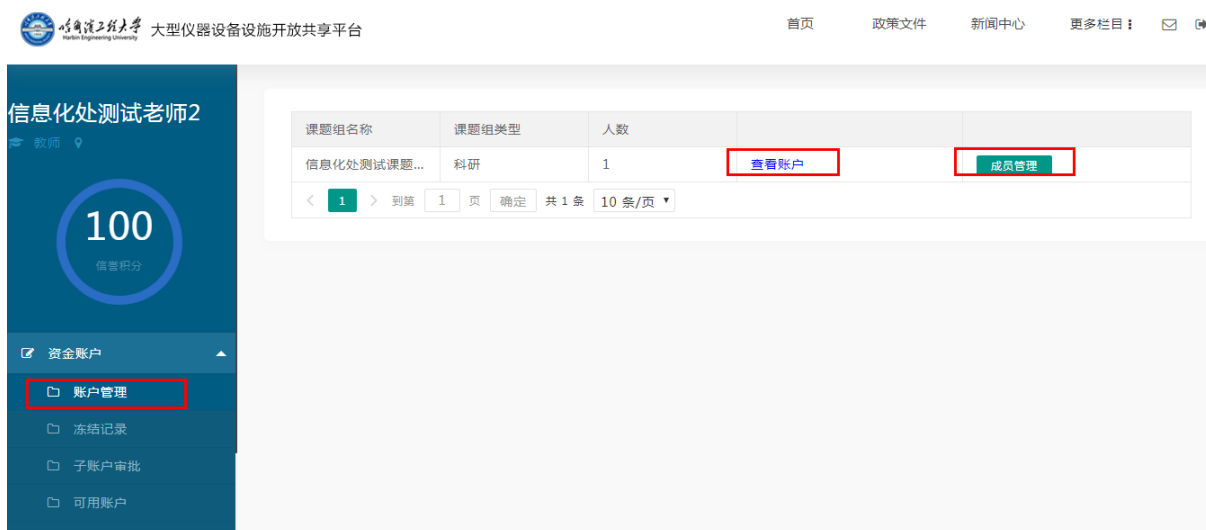 哈尔滨工程大学 大型仪器设备设施开放共享平台 首页 政策文件 新闻中心 更多栏目
Harbin Engineering University
信息化处测试老师2
教师
100
信誉积分
资金账户
账户管理
冻结记录
子账户审批
可用账户
课题组名称 课题组类型 人数
信息化处测试课题... 科研 1 查看账户 成员管理
< 1 > 到第 1 页 确定 共 1 条 10 条/页